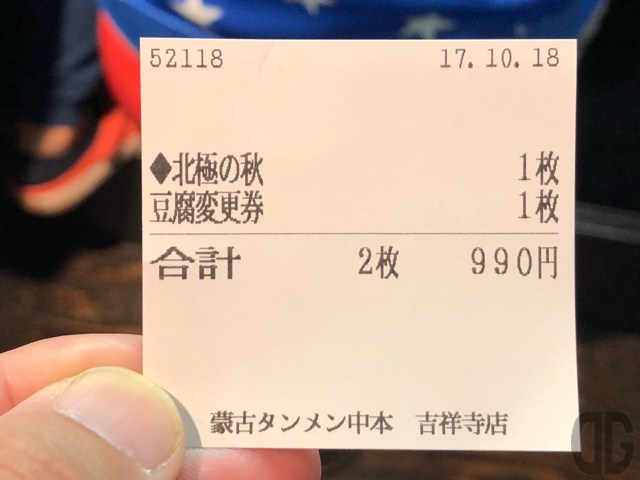 52118 17.10.18
◆北極の秋 1枚
豆腐変更券 1枚
合計 2枚 990円
蒙古タンメン中本 吉祥寺店
DG